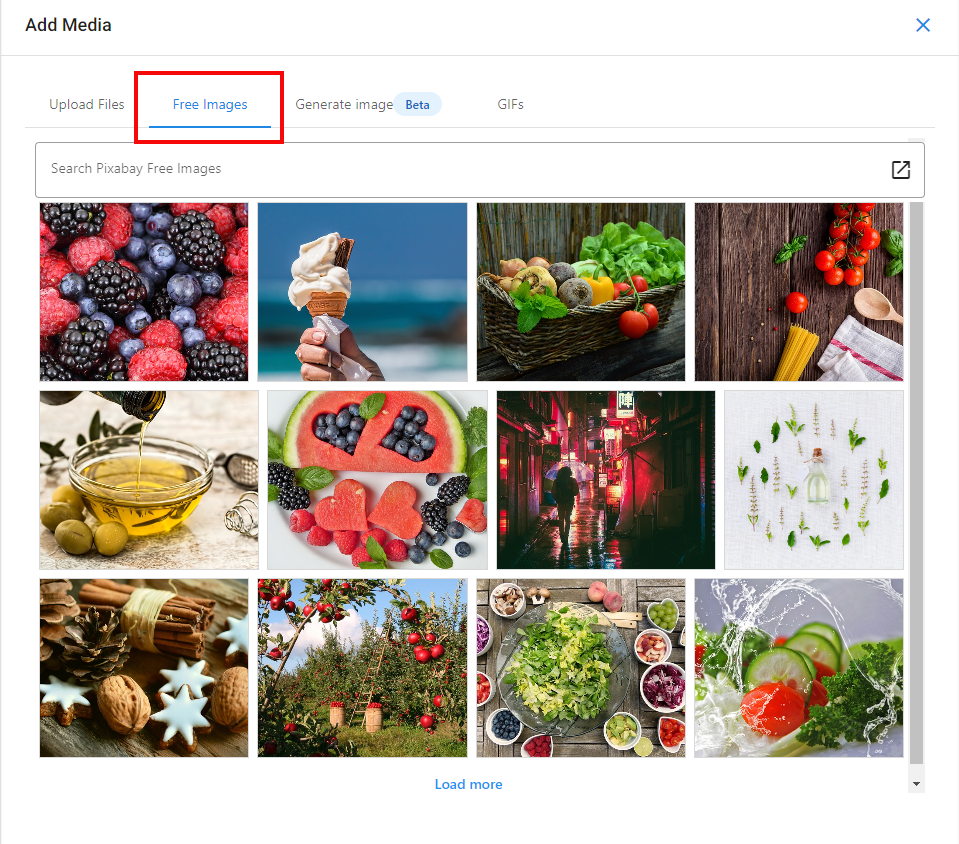 Add Media
Upload Files
Free Images
Generate image Beta
GIFs
Search Pixabay Free Images
Load more